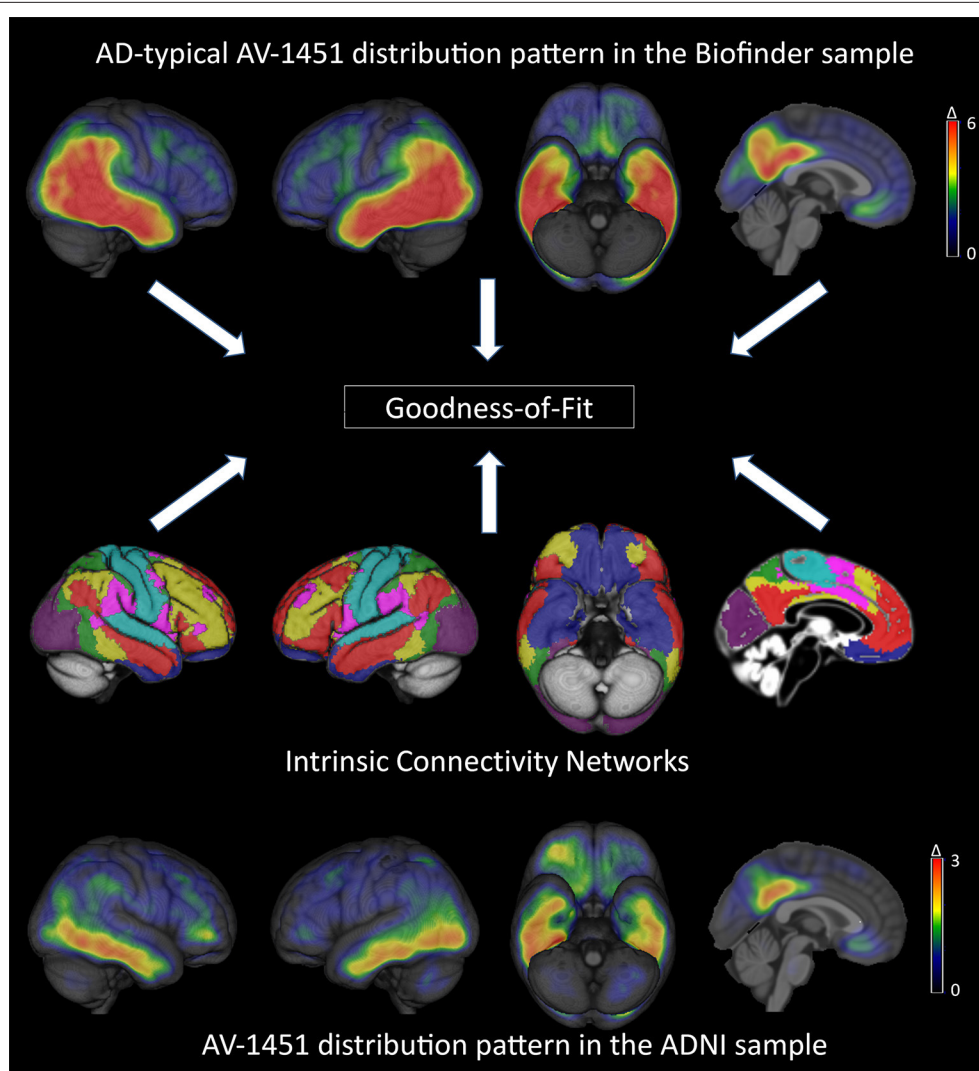 AD-typical AV-1451 distribution pattern in the Biofinder sample
Δ
6
0
Goodness-of-Fit
Intrinsic Connectivity Networks
Δ
3
0
AV-1451 distribution pattern in the ADNI sample